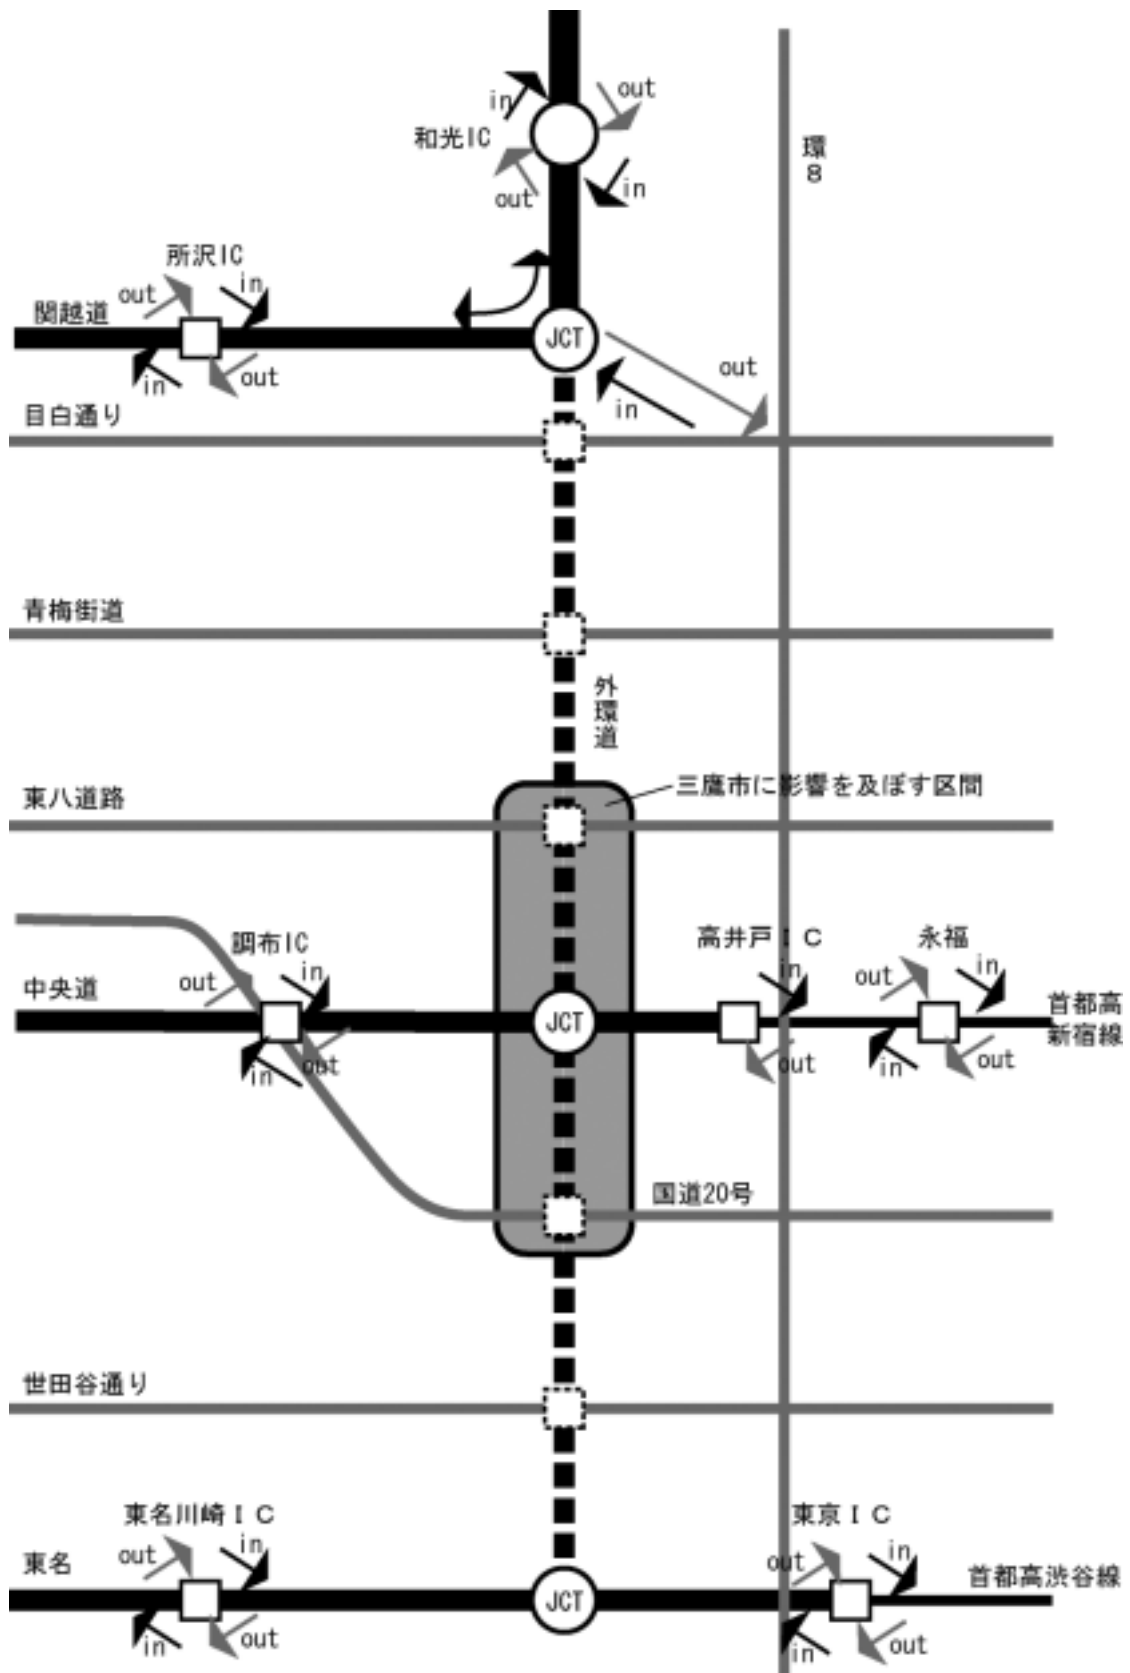 out
in
和光IC
out
in
環8
所沢IC
out
in
関越道
in
out
JCT
out
in
目白通り
青梅街道
外環道
三鷹市に影響を及ぼす区間
東八道路
調布IC
out
in
中央道
in
out
JCT
高井戸IC
in
out
永福
out
in
in
out
首都高
新宿線
国道20号
世田谷通り
東名川崎IC
out
in
東名
in
out
JCT
東京IC
out
in
in
out
首都高渋谷線